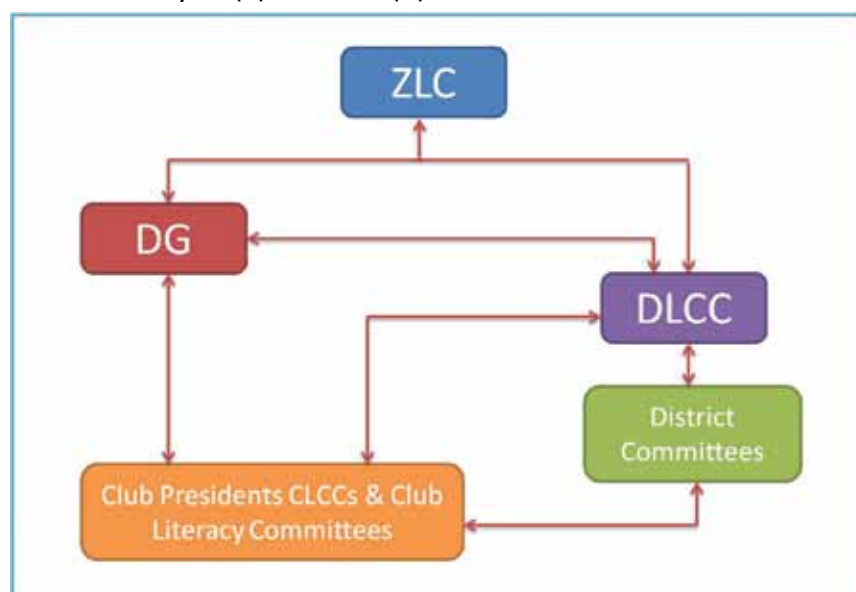 ZLC
DG
DLCC
District
Committees
Club Presidents CLCCs & Club
Literacy Committees